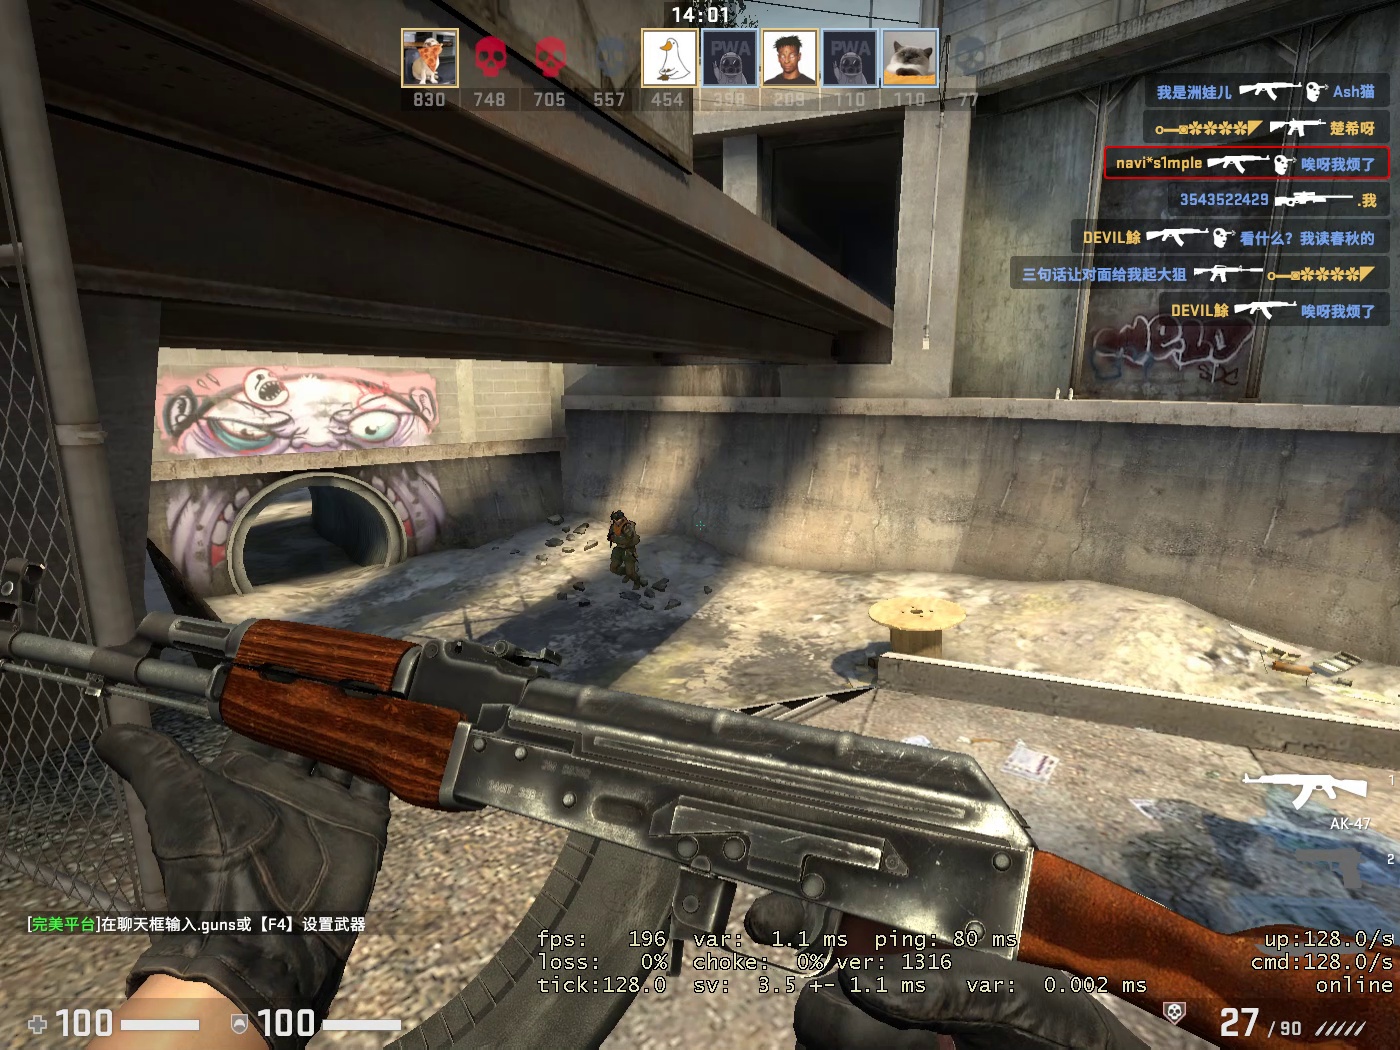 14:01
PWA PWA
830 748 705 557 454 398 209 110 110 77
我是洲娃儿 Ash猫
楚希呀
navi*s1mple 唉呀我烦了
3543522429 .我
DEVIL鮽 看什么？我读春秋的
三句话让对面给我起大狙
DEVIL鮽 唉呀我烦了
1
AK-47
2
[完美平台]在聊天框输入.guns或【F4】设置武器
fps: 196 var: 1.1 ms ping: 80 ms up:128.0/s
loss: 0% choke: 0% ver: 1316 cmd:128.0/s
tick:128.0 sv: 3.5 +- 1.1 ms var: 0.002 ms online
100 100 27 / 90